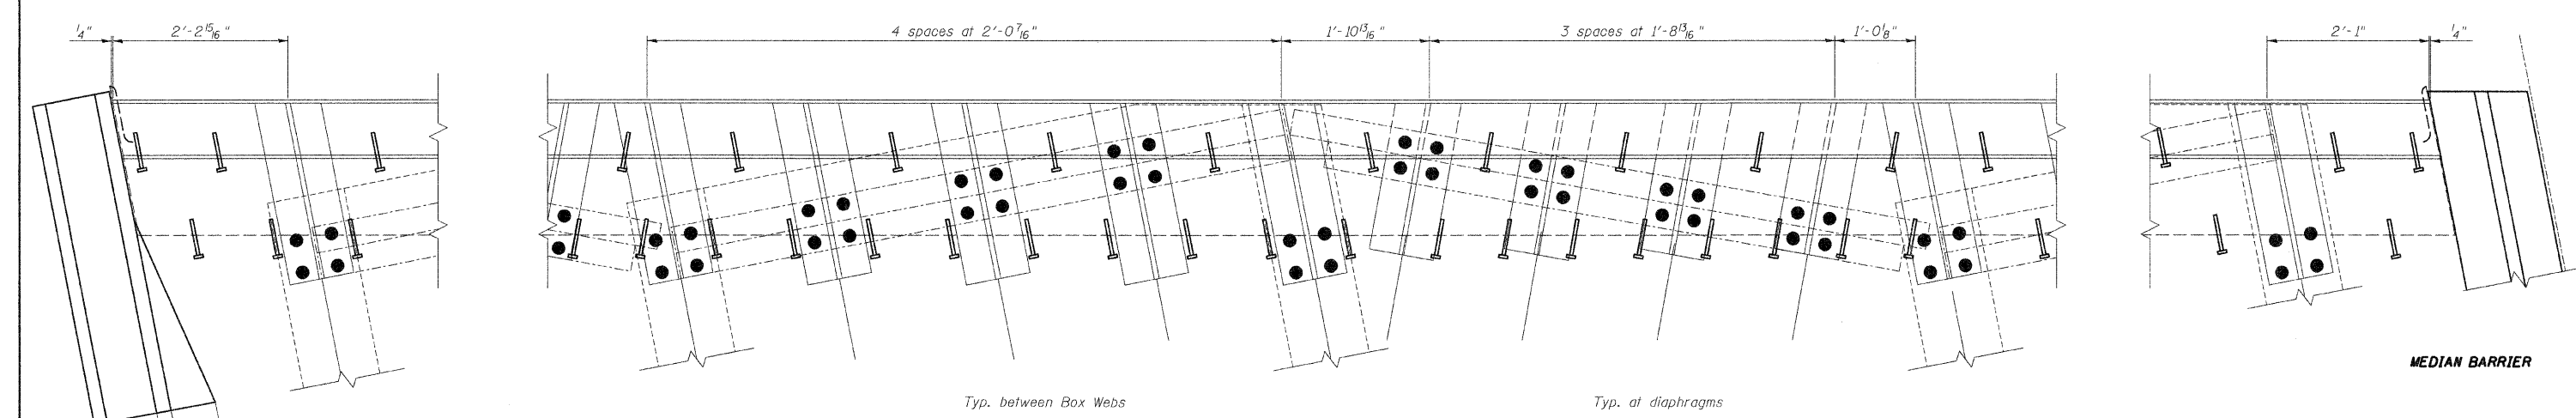 1/4"
2'-2 15/16"
4 spaces at 2'-0 7/16"
1'-10 13/16"
3 spaces at 1'-8 13/16"
1'-0 1/8"
2'-1"
1/4"
MEDIAN BARRIER
Typ. between Box Webs
Typ. at diaphragms